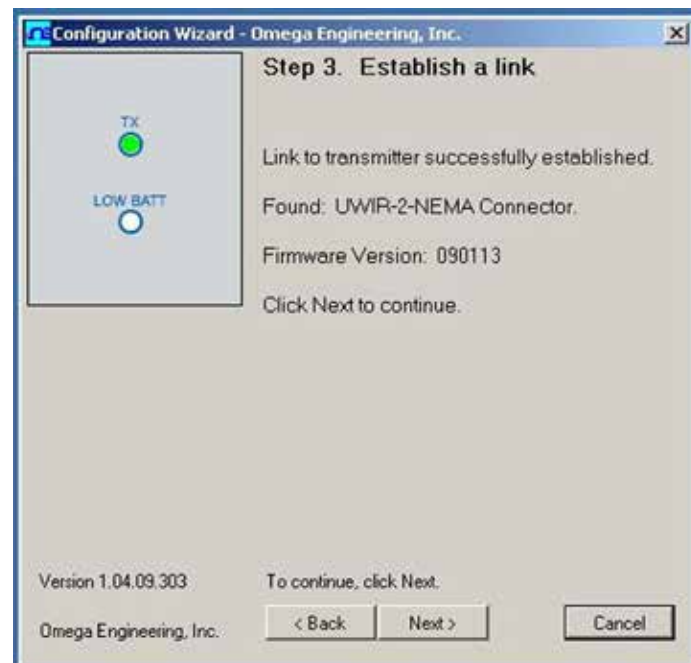 Configuration Wizard - Omega Engineering, Inc.
Step 3. Establish a link
TX
LOW BATT
Link to transmitter successfully established.
Found: UWIR-2-NEMA Connector.
Firmware Version: 090113
Click Next to continue.
Version 1.04.09.303
To continue, click Next.
Omega Engineering, Inc.
< Back
Next >
Cancel